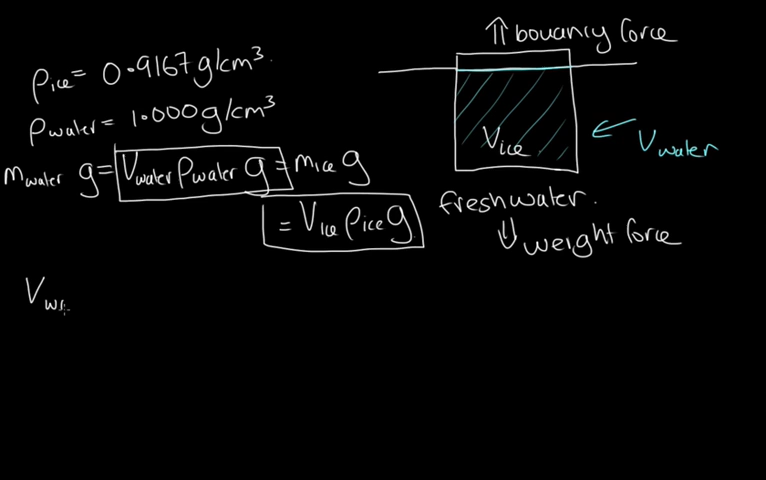 ρice = 0.9167 g/cm³
ρwater = 1.000 g/cm³
mwater g = Vwater ρwater g = mice g
= Vice ρice g
Vwa
⇑ bouancy force
Vice
Vwater
freshwater.
⇓ weight force